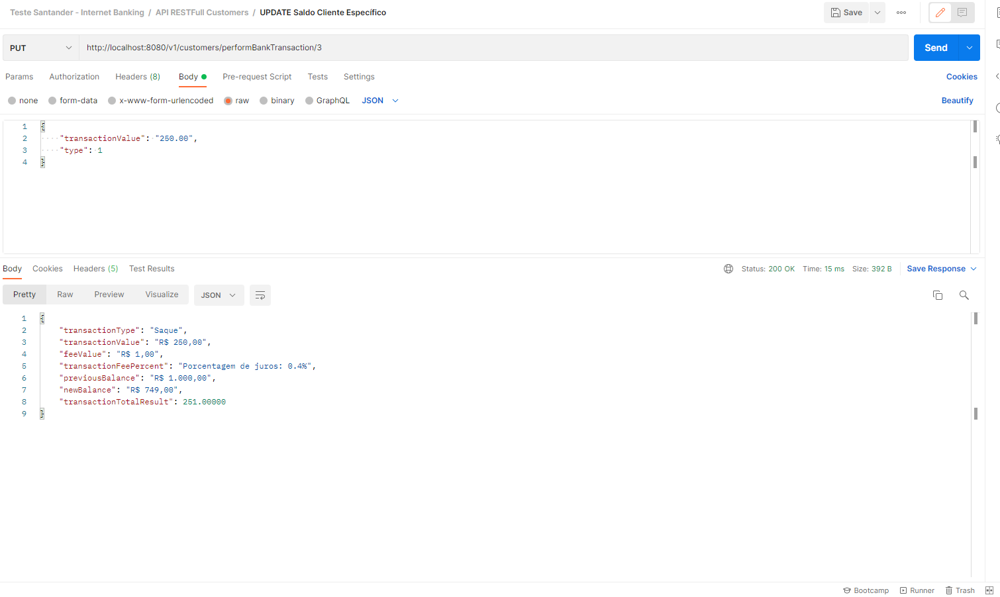 Teste Santander - Internet Banking / API RESTFull Customers / UPDATE Saldo Cliente Específico
Save
PUT
http://localhost:8080/v1/customers/performBankTransaction/3
Send
Params Authorization Headers (8) Body Pre-request Script Tests Settings
Cookies
none form-data x-www-form-urlencoded raw binary GraphQL JSON
Beautify
1 {
2 "transactionValue": "250.00",
3 "type": 1
4 }
Body Cookies Headers (5) Test Results
Status: 200 OK Time: 15 ms Size: 392 B
Save Response
Pretty Raw Preview Visualize JSON
1 {
2 "transactionType": "Saque",
3 "transactionValue": "R$ 250,00",
4 "feeValue": "R$ 1,00",
5 "transactionFeePercent": "Porcentagem de juros: 0.4%",
6 "previousBalance": "R$ 1.000,00",
7 "newBalance": "R$ 749,00",
8 "transactionTotalResult": 251.00000
9 }
Bootcamp Runner Trash